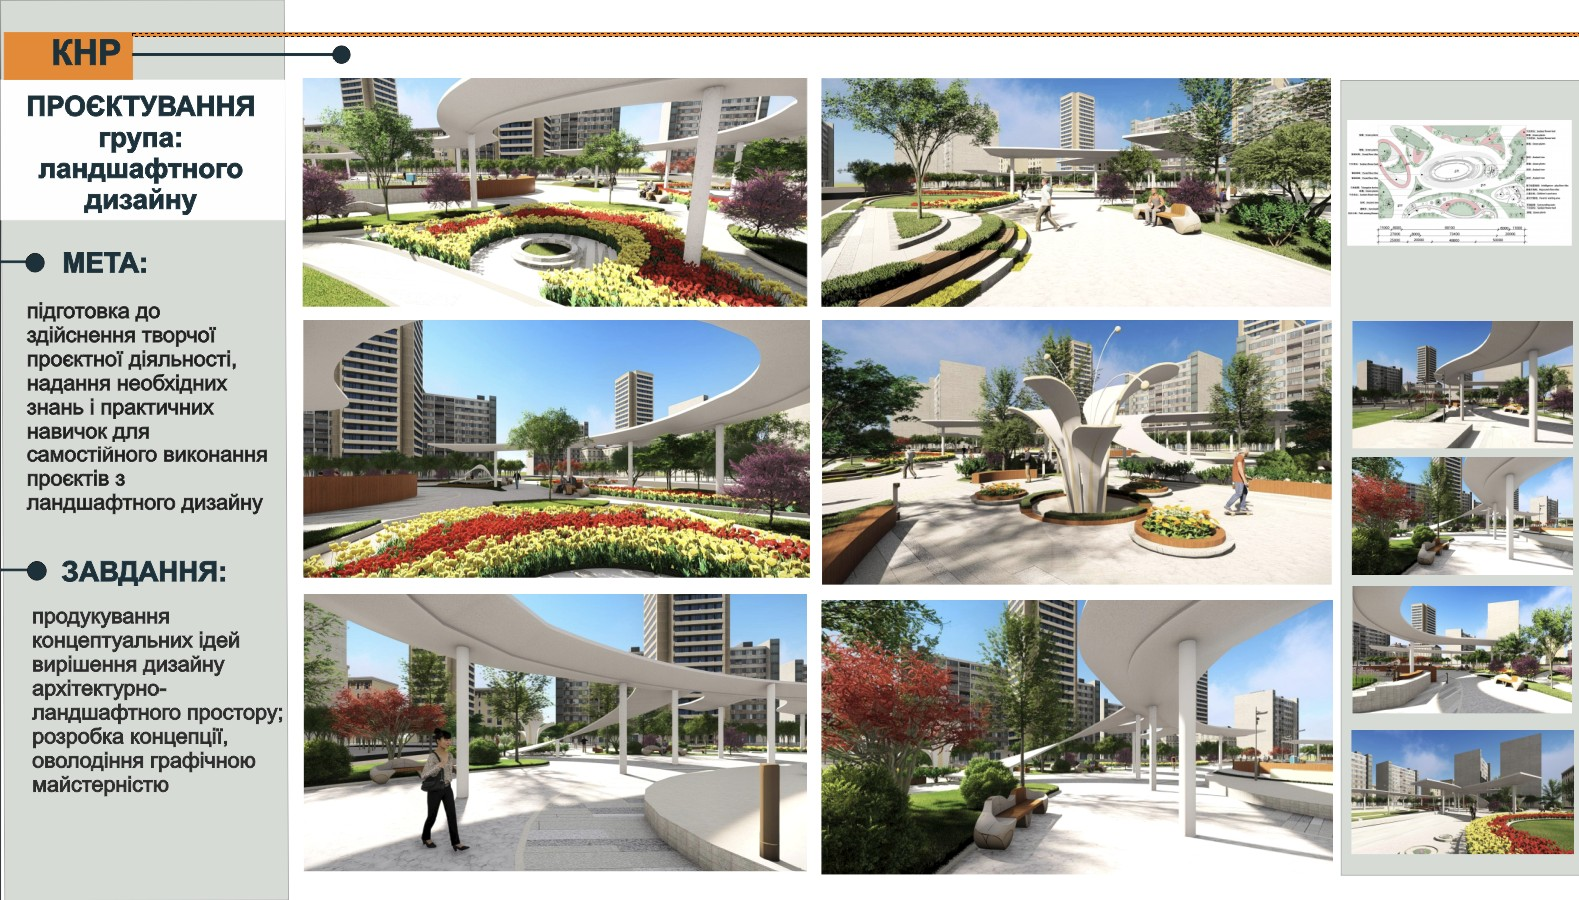 КНР
ПРОЄКТУВАННЯ
група:
ландшафтного
дизайну
МЕТА:
підготовка до
здійснення творчої
проєктної діяльності,
надання необхідних
знань і практичних
навичок для
самостійного виконання
проєктів з
ландшафтного дизайну
ЗАВДАННЯ:
продукування
концептуальних ідей
вирішення дизайну
архітектурно-
ландшафтного простору;
розробка концепції,
оволодіння графічною
майстерністю